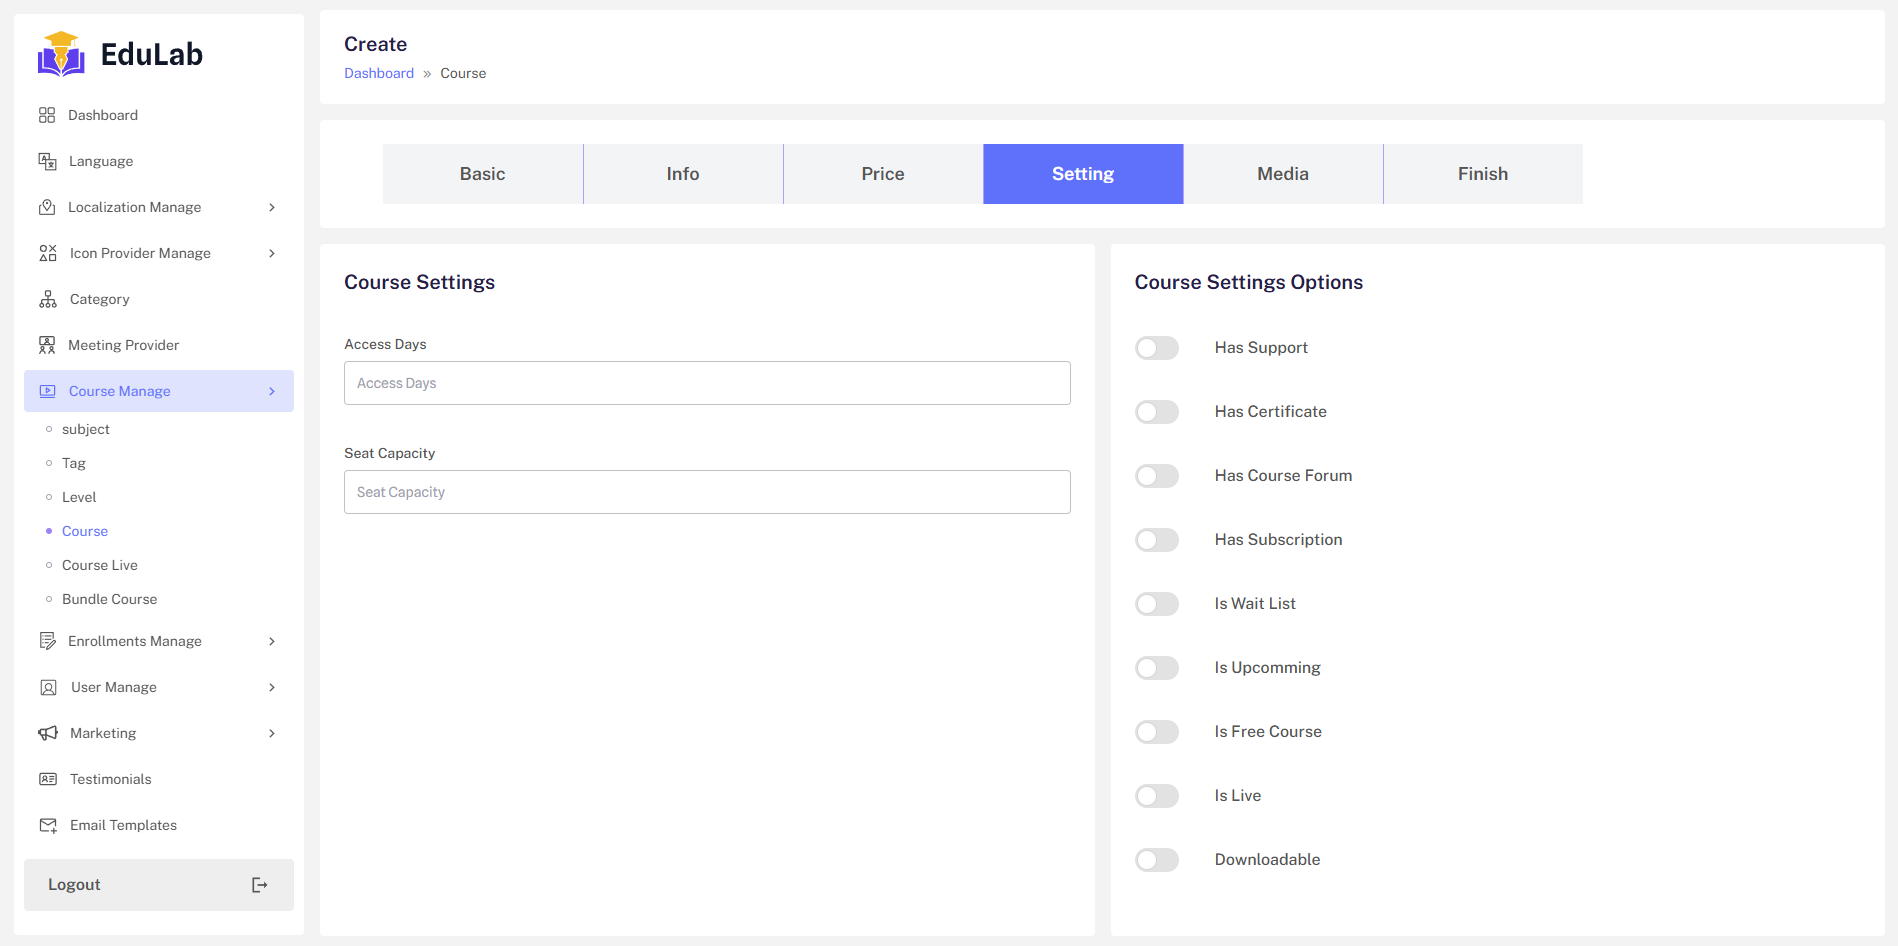 EduLab
Dashboard
Language
Localization Manage
Icon Provider Manage
Category
Meeting Provider
Course Manage
subject
Tag
Level
Course
Course Live
Bundle Course
Enrollments Manage
User Manage
Marketing
Testimonials
Email Templates
Logout
Create
Dashboard » Course
Basic
Info
Price
Setting
Media
Finish
Course Settings
Access Days
Access Days
Seat Capacity
Seat Capacity
Course Settings Options
Has Support
Has Certificate
Has Course Forum
Has Subscription
Is Wait List
Is Upcomming
Is Free Course
Is Live
Downloadable